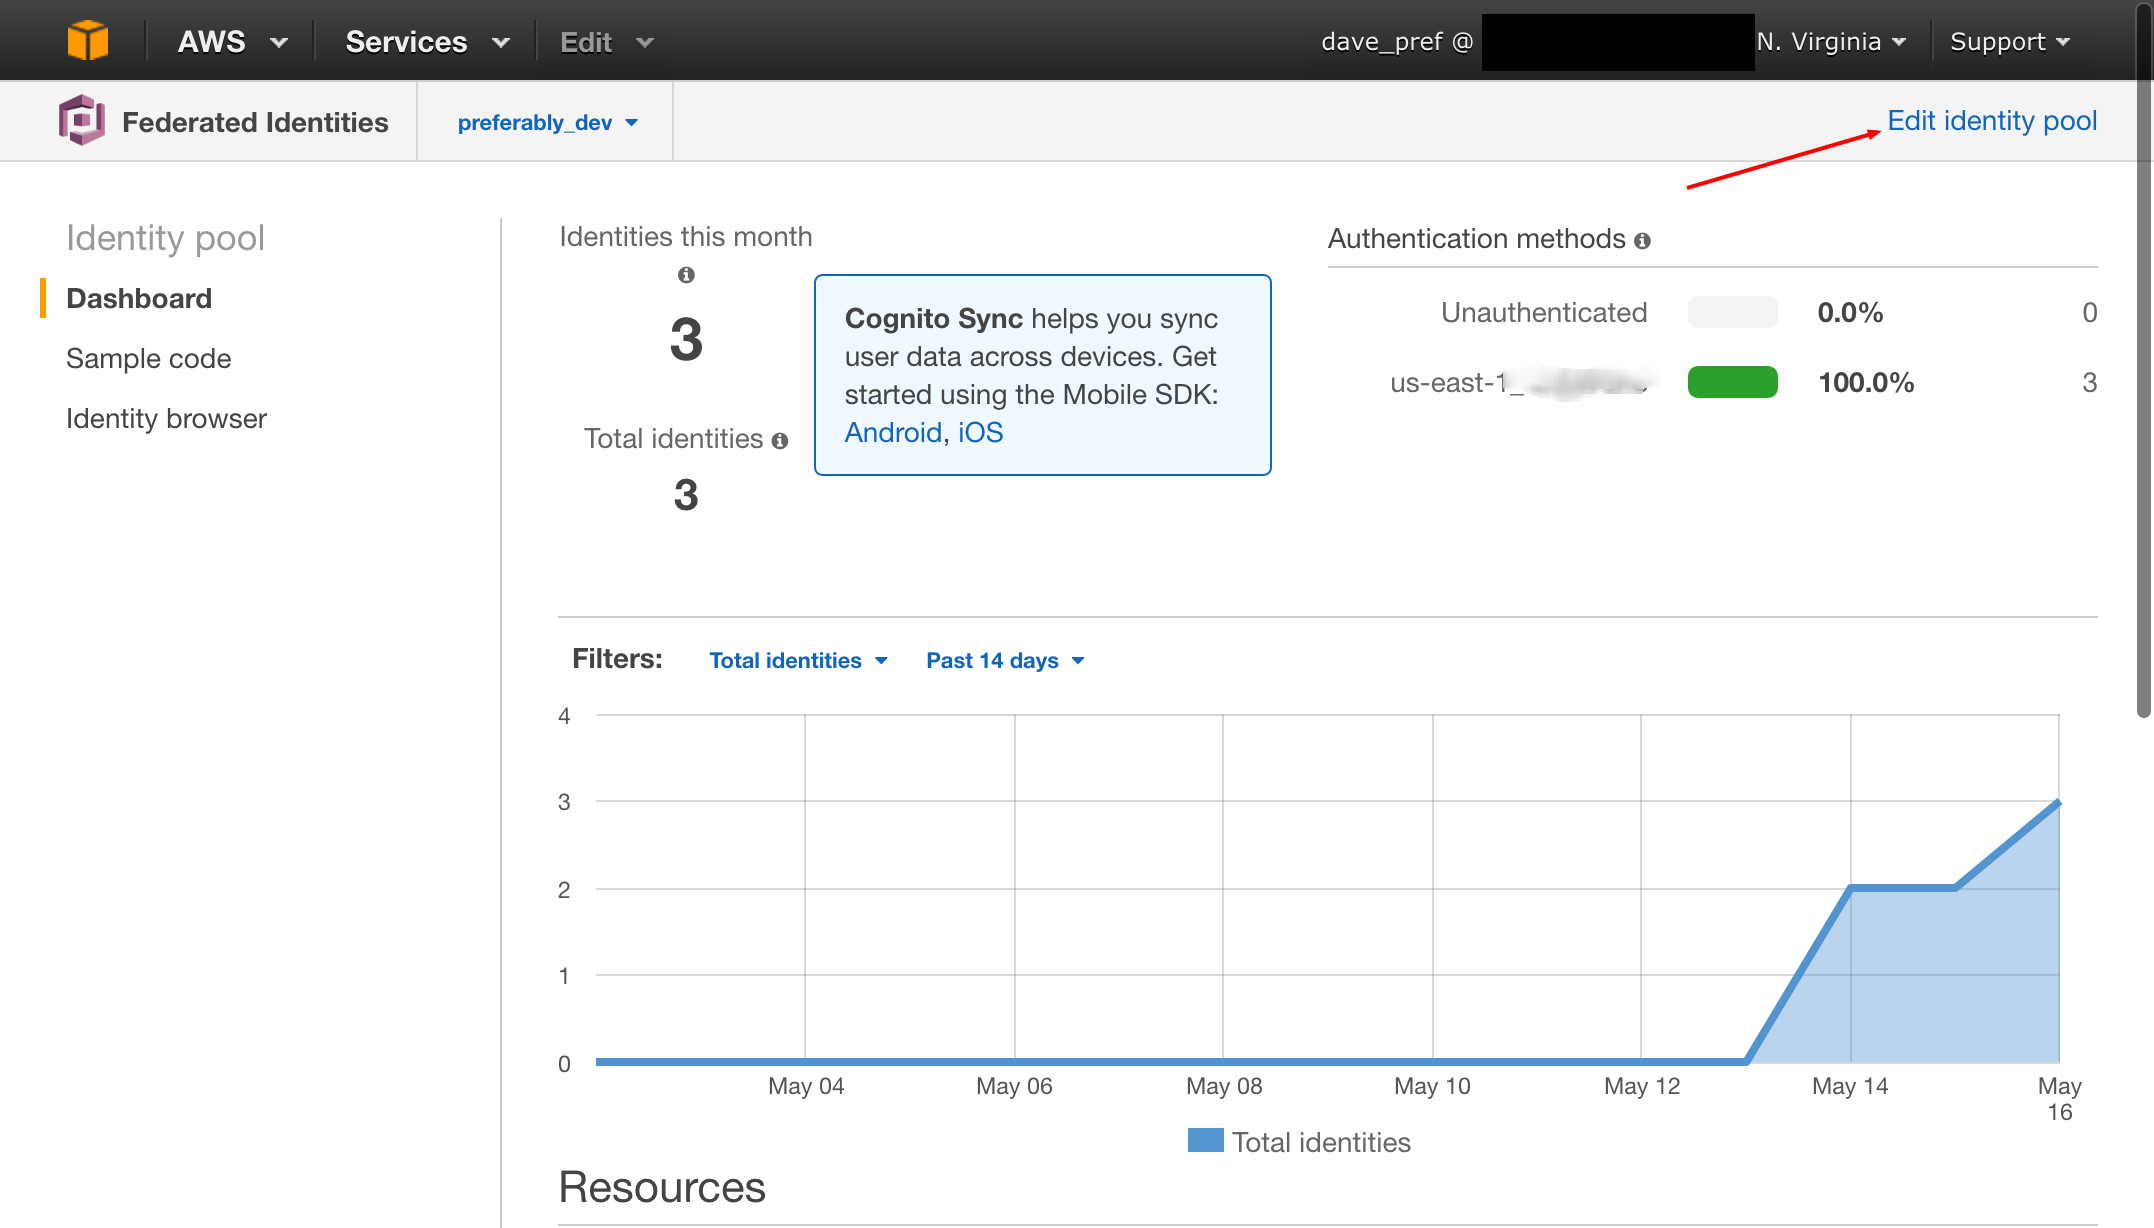 AWS
Services
Edit
dave_pref @
N. Virginia
Support
Federated Identities
preferably_dev
Edit identity pool
Identity pool
Dashboard
Sample code
Identity browser
Identities this month
3
Total identities
3
Cognito Sync helps you sync
user data across devices. Get
started using the Mobile SDK:
Android, iOS
Authentication methods
Unauthenticated 0.0% 0
us-east-1_ 100.0% 3
Filters: Total identities Past 14 days
4
3
2
1
0
May 04 May 06 May 08 May 10 May 12 May 14 May
16
Total identities
Resources